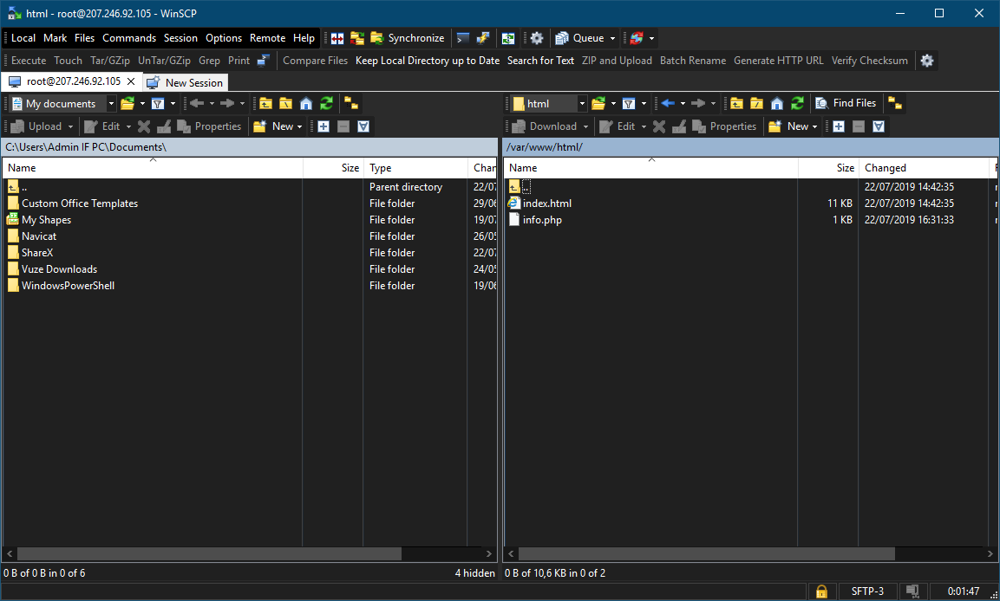 html - root@207.246.92.105 - WinSCP
Local Mark Files Commands Session Options Remote Help Synchronize Queue
Execute Touch Tar/GZip UnTar/GZip Grep Print Compare Files Keep Local Directory up to Date Search for Text ZIP and Upload Batch Rename Generate HTTP URL Verify Checksum
root@207.246.92.105 New Session
My documents
Upload Edit Properties New
C:\Users\Admin IF PC\Documents\
Name Size Type
.. Parent directory 22/07
Custom Office Templates File folder 29/06
My Shapes File folder 19/07
Navicat File folder 26/05
ShareX File folder 22/07
Vuze Downloads File folder 24/05
WindowsPowerShell File folder 19/06
0 B of 0 B in 0 of 6 4 hidden
html Find Files
Download Edit Properties New
/var/www/html/
Name Size Changed
.. 22/07/2019 14:42:35
index.html 11 KB 22/07/2019 14:42:35
info.php 1 KB 22/07/2019 16:31:33
0 B of 10,6 KB in 0 of 2
SFTP-3 0:01:47